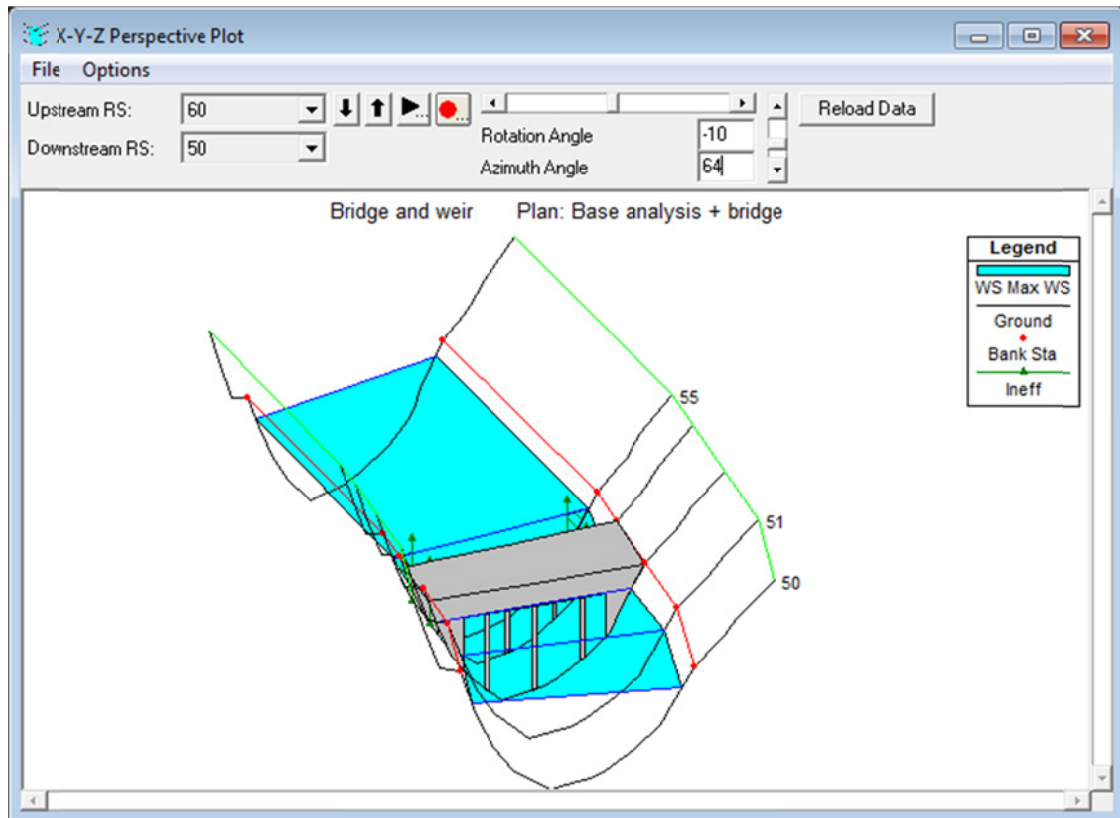 X-Y-Z Perspective Plot
File Options
Upstream RS: 60
Downstream RS: 50
Rotation Angle -10
Azimuth Angle 64
Reload Data
Bridge and weir Plan: Base analysis + bridge
Legend
WS Max WS
Ground
Bank Sta
Ineff
55
51
50